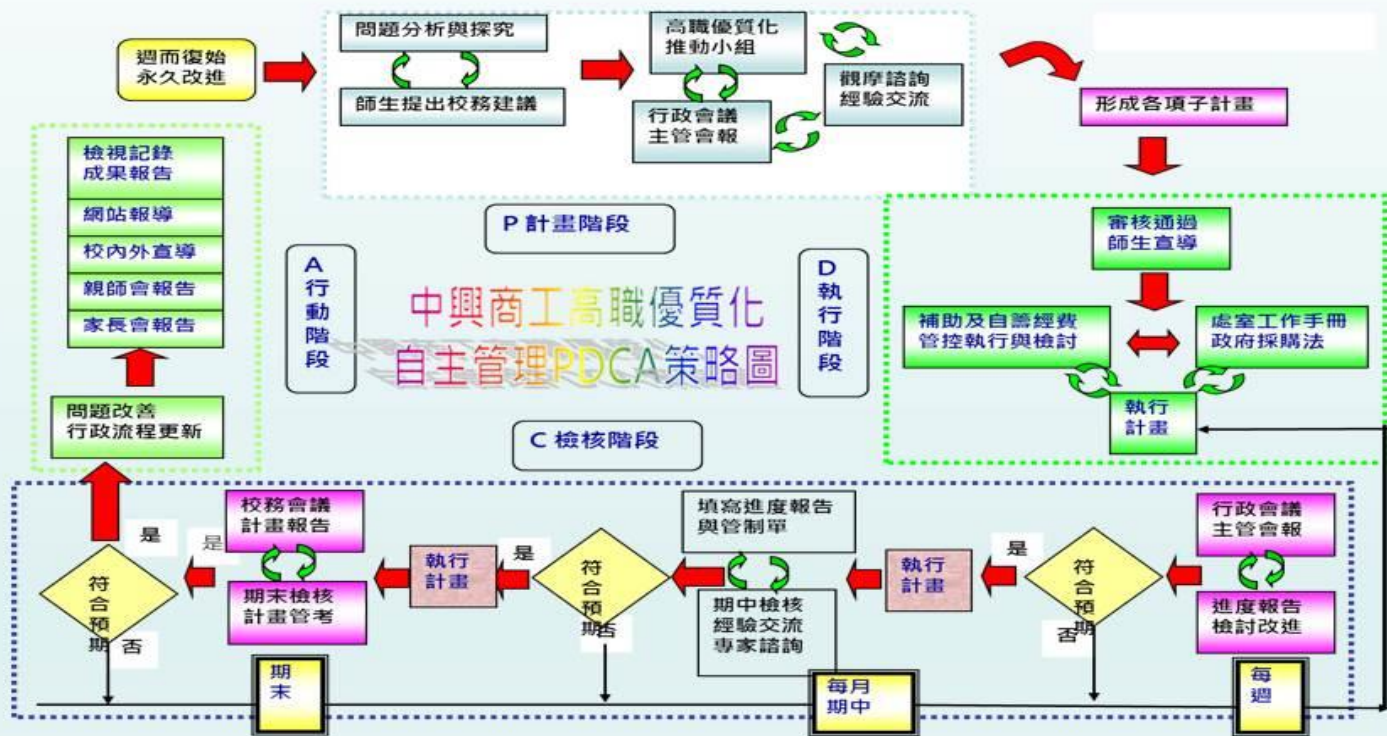 週而復始
永久改進
問題分析與探究
師生提出校務建議
高職優質化
推動小組
行政會議
主管會報
觀摩諮詢
經驗交流
形成各項子計畫
檢視記錄
成果報告
網站報導
校內外宣導
親師會報告
家長會報告
問題改善
行政流程更新
P 計畫階段
A
行
動
階
段
D
執
行
階
段
中興商工高職優質化
自主管理PDCA策略圖
C 檢核階段
審核通過
師生宣導
補助及自籌經費
管控執行與檢討
處室工作手冊
政府採購法
執行
計畫
行政會議
主管會報
進度報告
檢討改進
每
週
符
合
預
期
是
否
執行
計畫
填寫進度報告
與管制單
期中檢核
經驗交流
專家諮詢
每月
期中
符
合
預
期
是
否
執行
計畫
校務會議
計畫報告
期末檢核
計畫管考
期
末
是
符
合
預
期
是
否